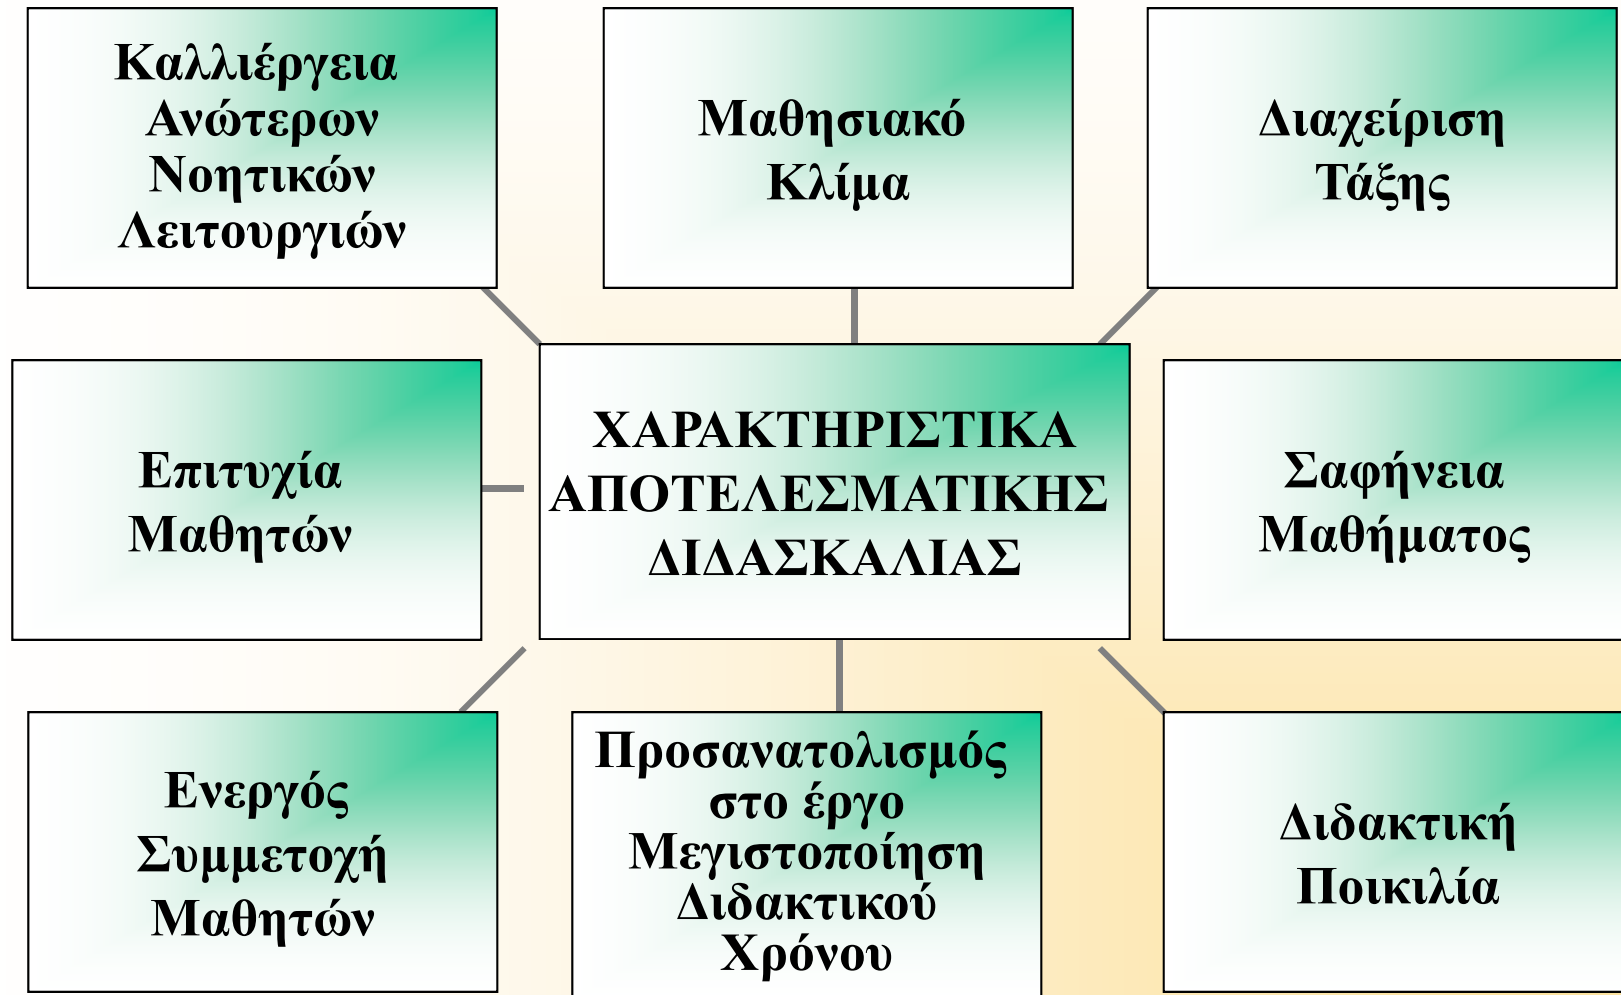 Καλλιέργεια
Ανώτερων
Νοητικών
Λειτουργιών
Μαθησιακό
Κλίμα
Διαχείριση
Τάξης
Επιτυχία
Μαθητών
ΧΑΡΑΚΤΗΡΙΣΤΙΚΑ
ΑΠΟΤΕΛΕΣΜΑΤΙΚΗΣ
ΔΙΔΑΣΚΑΛΙΑΣ
Σαφήνεια
Μαθήματος
Ενεργός
Συμμετοχή
Μαθητών
Προσανατολισμός
στο έργο
Μεγιστοποίηση
Διδακτικού
Χρόνου
Διδακτική
Ποικιλία